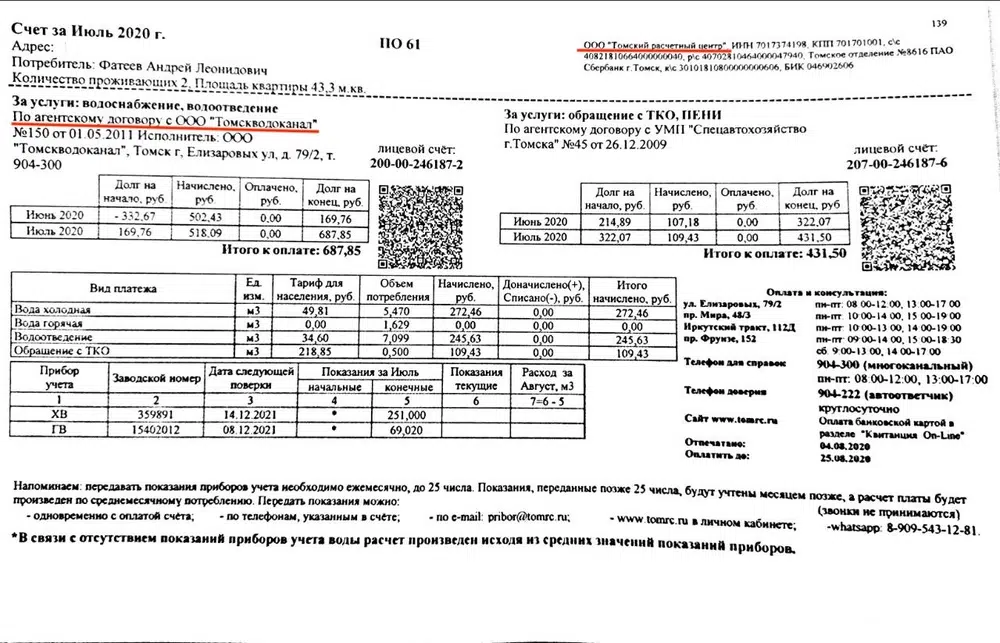 139
Счет за Июль 2020 г.
Адрес:
Потребитель: Фатеев Андрей Леонидович
Количество проживающих 2, Площадь квартиры 43,3 м.кв.
ПО 61
ООО "Томский расчетный центр" ИНН 7017374198, КПП 701701001, с\с
40821810664000000040, р\с 40702810464000047940, Томское отделение №8616 ПАО
Сбербанк г.Томск, к\с 30101810800000000606, БИК 046902606
За услуги: водоснабжение, водоотведение
По агентскому договору с ООО "Томскводоканал"
№150 от 01.05.2011 Исполнитель: ООО
"Томскводоканал", Томск г, Елизаровых ул, д. 79/2, т.
904-300
лицевой счёт:
200-00-246187-2
Долг на начало, руб. Начислено, руб Оплачено, руб. Долг на конец, руб.
Июнь 2020 - 332,67 502,43 0,00 169,76
Июль 2020 169,76 518,09 0,00 687,85
Итого к оплате: 687,85
За услуги: обращение с ТКО, ПЕНИ
По агентскому договору с УМП "Спецавтохозяйство
г.Томска" №45 от 26.12.2009
лицевой счёт:
207-00-246187-6
Долг на начало, руб. Начислено, руб. Оплачено, руб. Долг на конец, руб
Июнь 2020 214,89 107,18 0,00 322,07
Июль 2020 322,07 109,43 0,00 431,50
Итого к оплате: 431,50
Вид платежа Ед. изм. Тариф для населения, руб. Объем потребления Начислено, руб. Доначислено(+), Списано(-), руб. Итого начислено, руб.
Вода холодная м3 49,81 5,470 272,46 0,00 272,46
Вода горячая м3 0,00 1,629 0,00 0,00 0,00
Водоотведение м3 34,60 7,099 245,63 0,00 245,63
Обращение с ТКО м3 218,85 0,500 109,43 0,00 109,43
Прибор учета Заводской номер Дата следующей поверки Показания за Июль начальные конечные Показания текущие Расход за Август, м3
1 2 3 4 5 6 7=6 - 5
ХВ 359891 14.12.2021 * 251,000
ГВ 15402012 08.12.2021 * 69,020
Оплата и консультация:
ул. Елизаровых, 79/2 пн-пт: 08 00-12:00, 13:00-17 00
пр. Мира, 48/3 пн-пт: 10:00-14 00, 15 00-19 00
Иркутский тракт, 112Д пн-пт: 10 00-13 00, 14 00-19 00
пр. Фрунзе, 152 пн-пт: 09 00-14 00, 15 00-18:30
сб. 9 00-13 00, 14 00-17 00
Телефон для справок 904-300 (многоканальный)
пн-пт: 08:00-12:00, 13:00-17:00
Телефон доверия 904-222 (автоответчик)
круглосуточно
Сайт www.tomrc.ru Оплата банковской картой в
разделе "Квитанция On-Line"
Отпечатано: 04.08.2020
Оплатить до: 25.08.2020
Напоминаем: передавать показания приборов учета необходимо ежемесячно, до 25 числа. Показания, переданные позже 25 числа, будут учтены месяцем позже, а расчет платы будет
произведен по среднемесячному потреблению. Передать показания можно: (звонки не принимаются)
- одновременно с оплатой счёта; - по телефонам, указанным в счёте; - по e-mail: pribor@tomrc.ru; - www.tomrc.ru в личном кабинете; -whatsapp: 8-909-543-12-81.
*В связи с отсутствием показаний приборов учета воды расчет произведен исходя из средних значений показаний приборов.